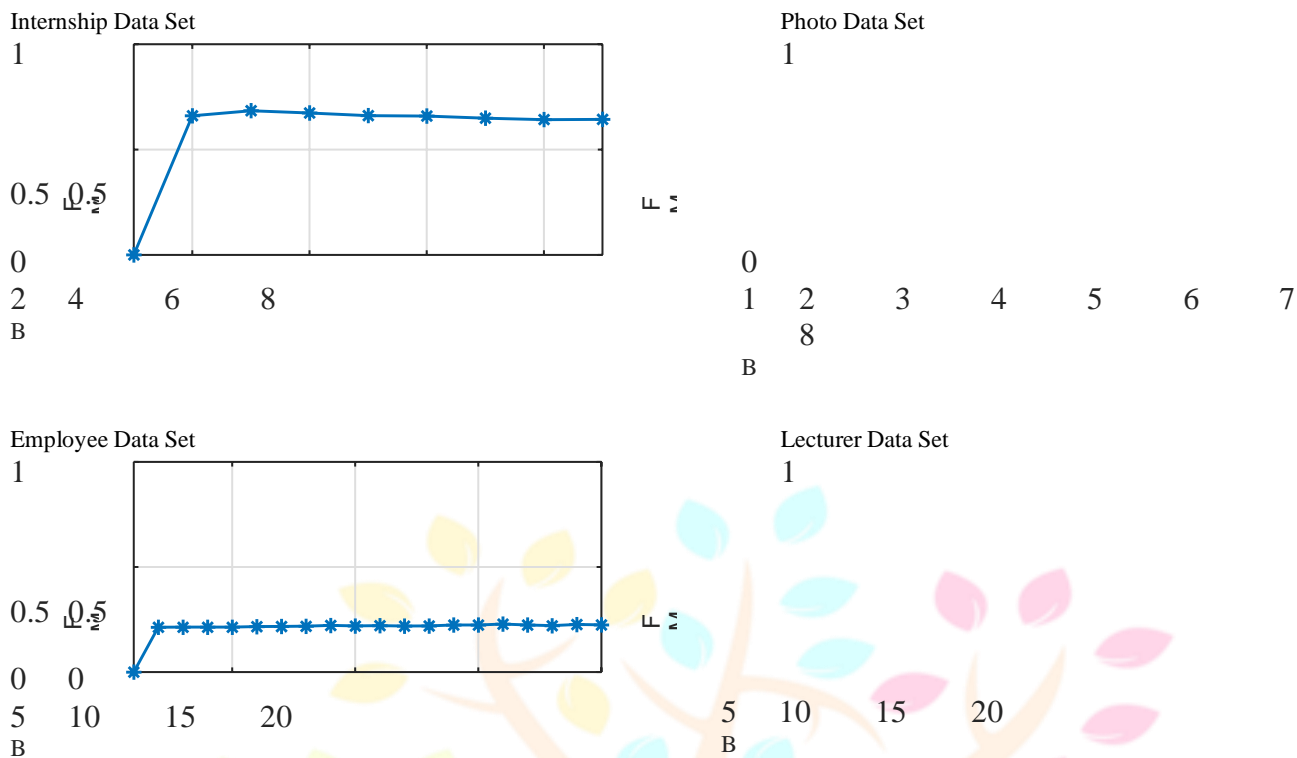 Internship Data Set
1
0.5 0.5
F M
0
2 4 6 8
B
Photo Data Set
1
F M
0
1 2 3 4 5 6 7
8
B
Employee Data Set
1
0.5 0.5
F M
0 0
5 10 15 20
B
Lecturer Data Set
1
F M
5 10 15 20
B